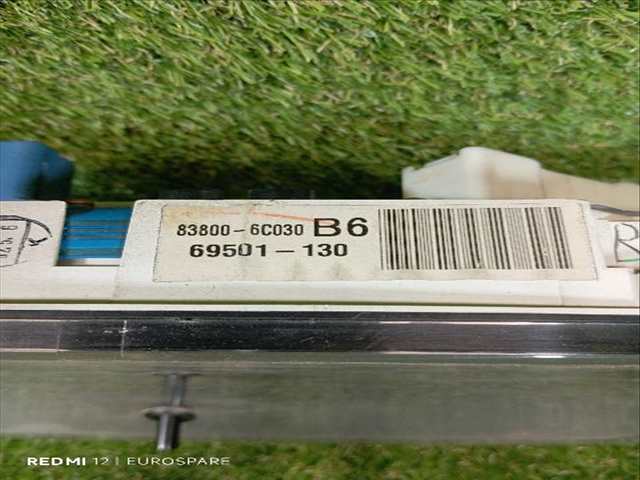 83800-6C030 B6
69501-130
REDMI 12 | EUROSPARE